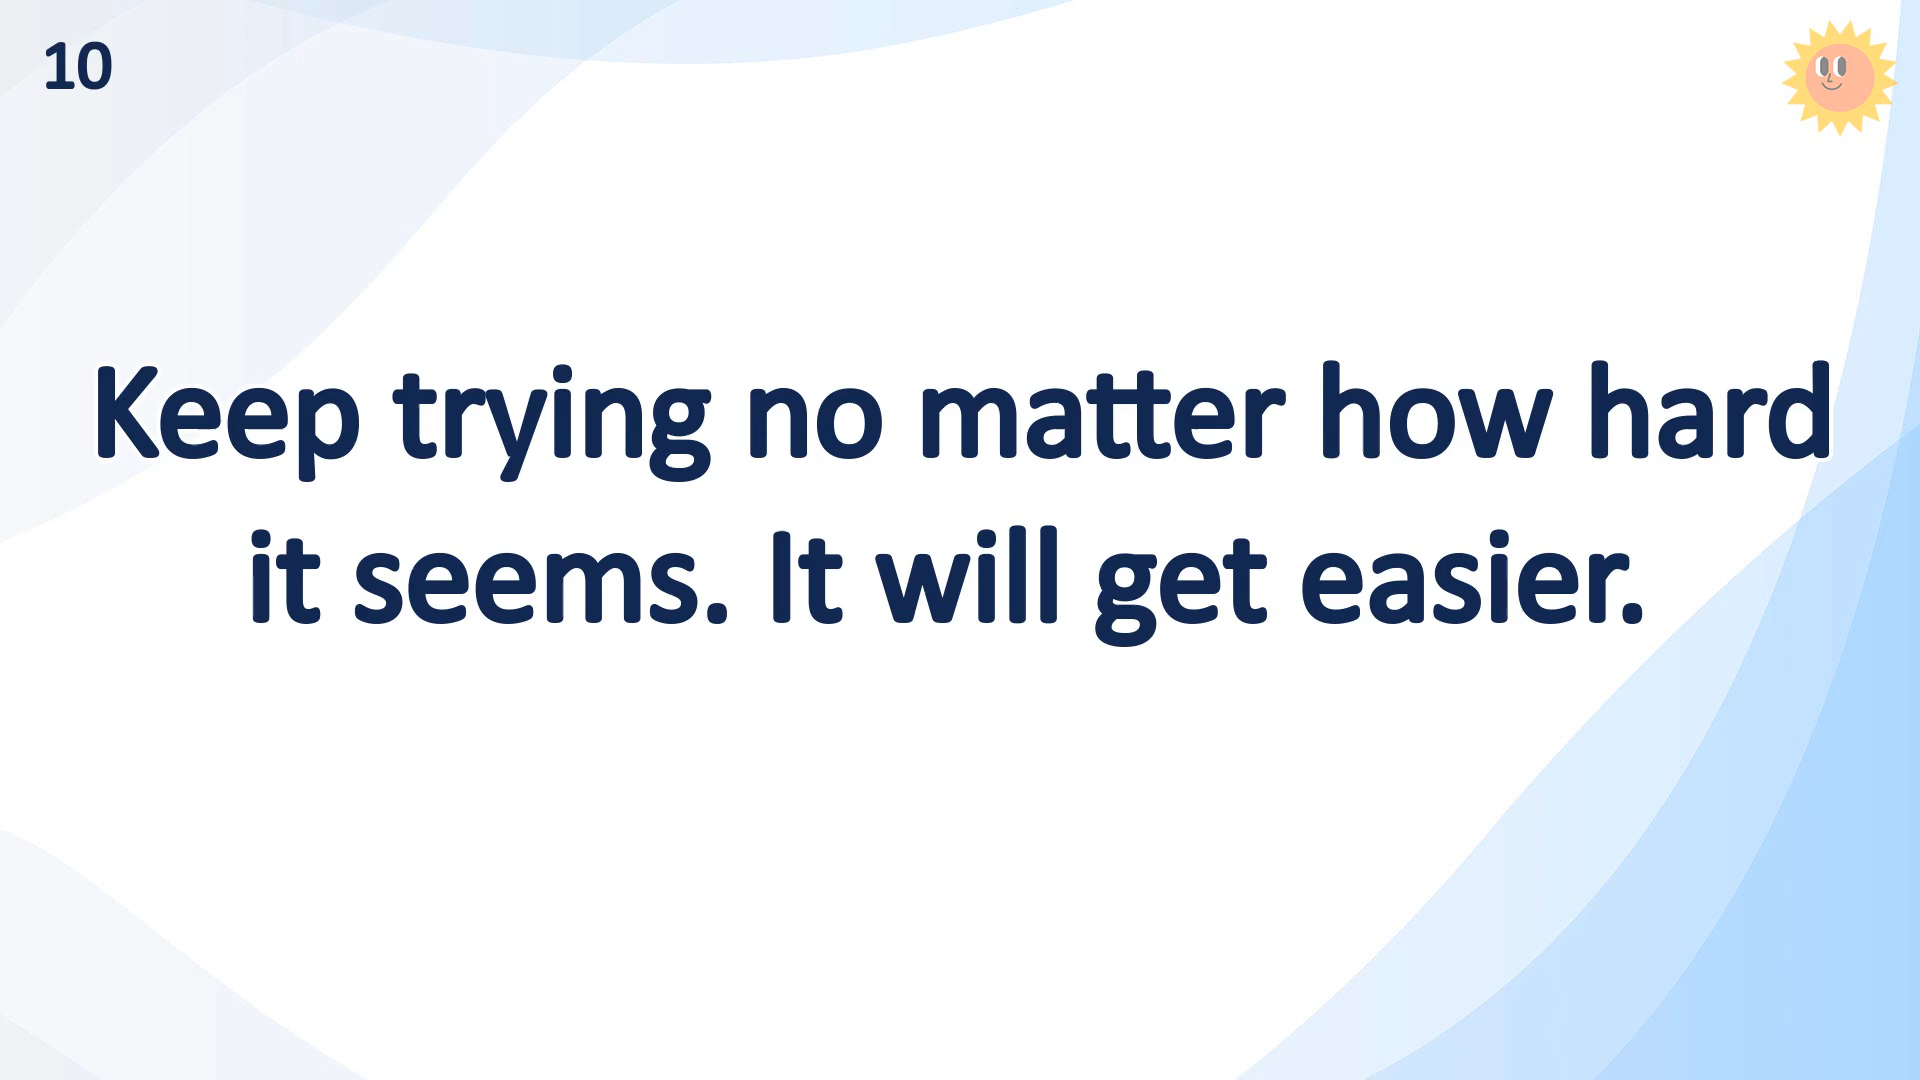 10
Keep trying no matter how hard
it seems. It will get easier.